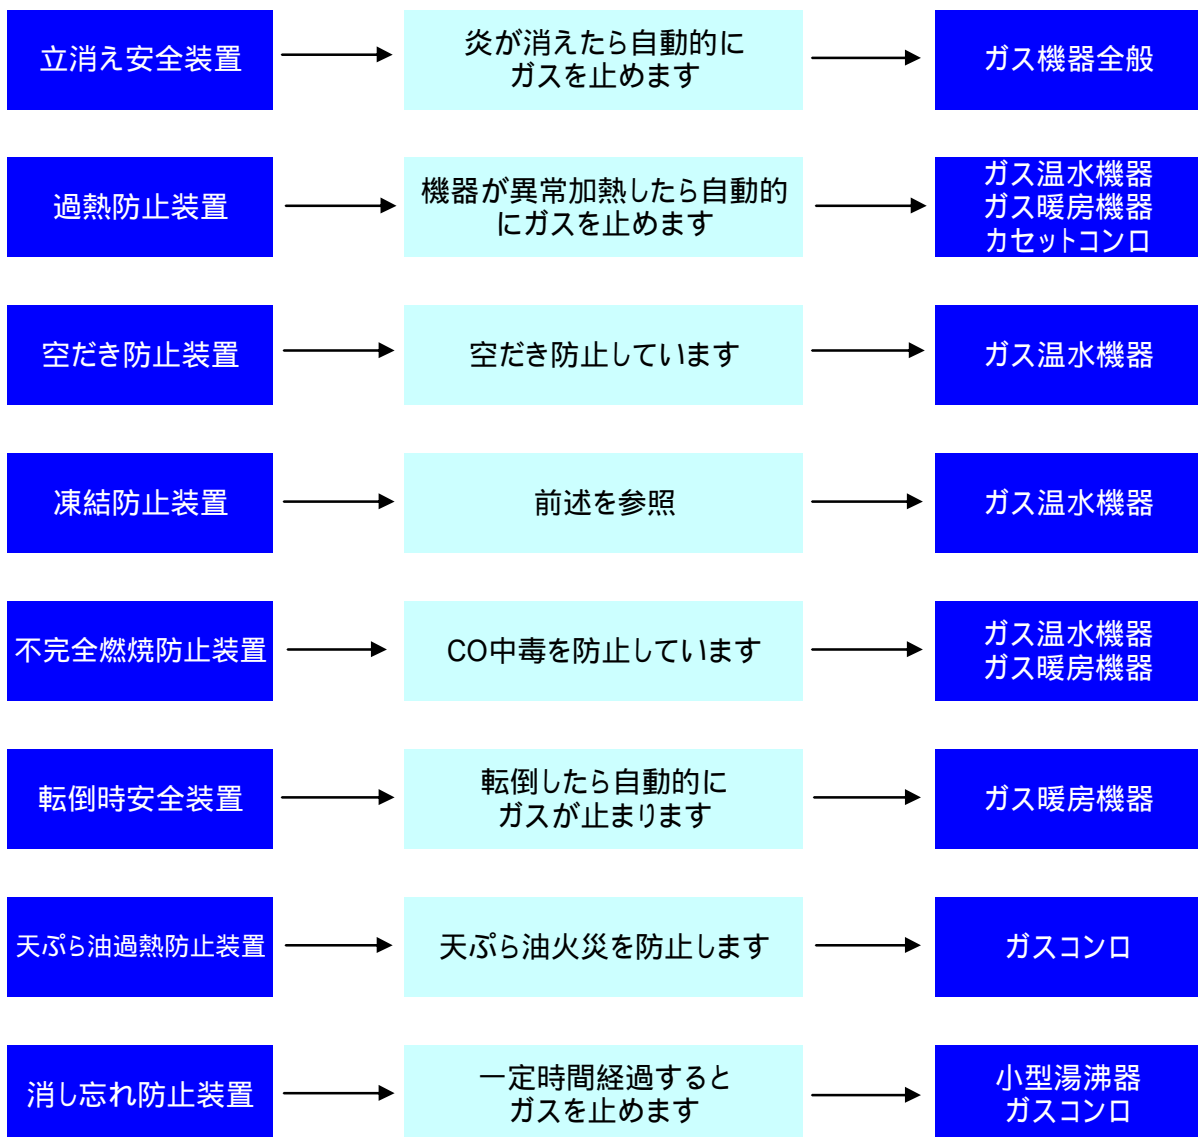 立消え安全装置
炎が消えたら自動的に
ガスを止めます
ガス機器全般
過熱防止装置
機器が異常加熱したら自動的
にガスを止めます
ガス温水機器
ガス暖房機器
カセットコンロ
空だき防止装置
空だき防止しています
ガス温水機器
凍結防止装置
前述を参照
ガス温水機器
不完全燃焼防止装置
CO中毒を防止しています
ガス温水機器
ガス暖房機器
転倒時安全装置
転倒したら自動的に
ガスが止まります
ガス暖房機器
天ぷら油過熱防止装置
天ぷら油火災を防止します
ガスコンロ
消し忘れ防止装置
一定時間経過すると
ガスを止めます
小型湯沸器
ガスコンロ